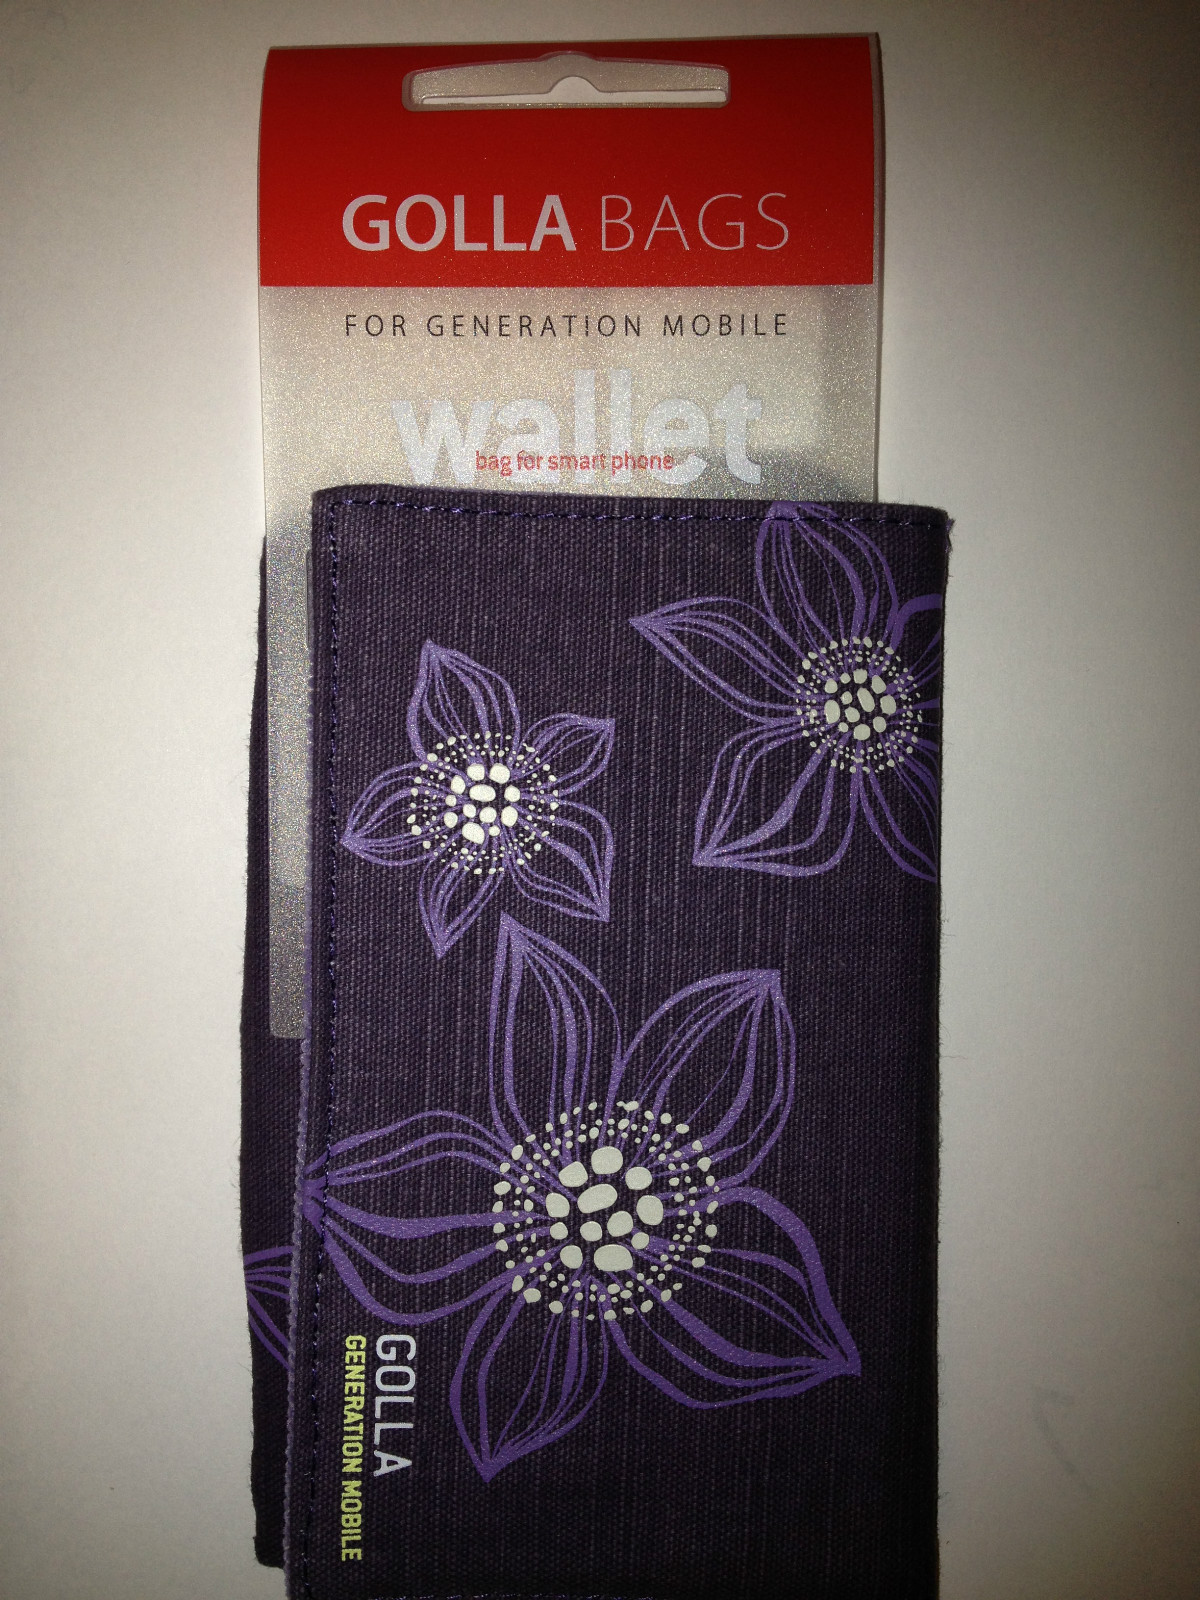 GOLLA BAGS
FOR GENERATION MOBILE
wallet
bag for smart phone
GOLLA
GENERATION MOBILE